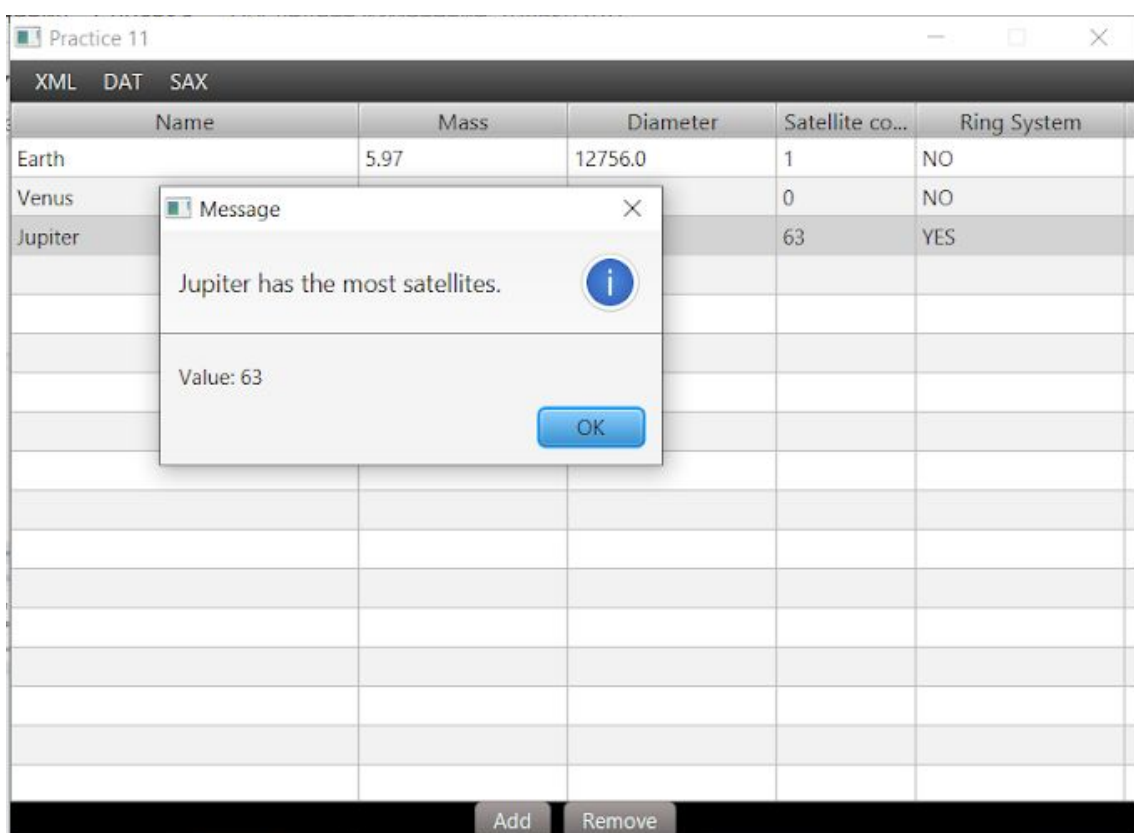 Practice 11
XML DAT SAX
Name Mass Diameter Satellite co... Ring System
Earth 5.97 12756.0 1 NO
Venus 0 NO
Jupiter 63 YES
Message
Jupiter has the most satellites.
i
Value: 63
OK
Add Remove